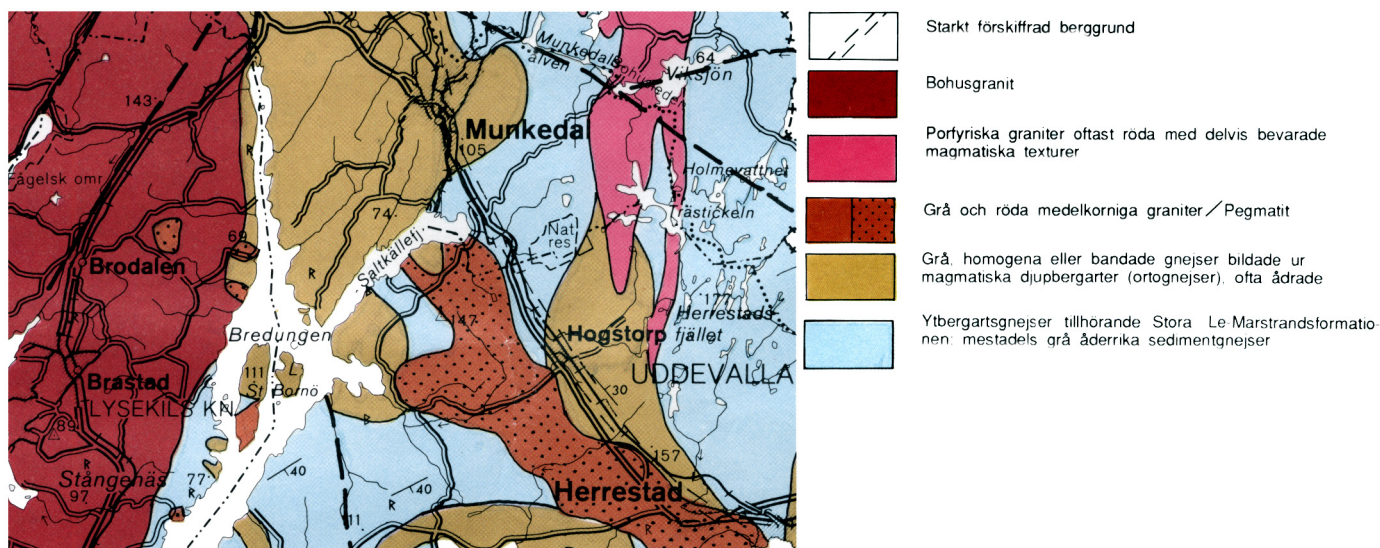 143
64
Munkedals
älven
Viksjön
Munkedal
105
Fågelsk omr
Holmevattnet
74
Saltkällefj
Trästickeln
Nat
res
69
Brodalen
177
147
Herrestads
fjället
Bredungen
Hogstorp
UDDEVALLA
111
L
St Bornö
Brastad
LYSEKILS KN
30
89
157
Stångenäs
77
40
40
97
Herrestad
11
Starkt förskiffrad berggrund
Bohusgranit
Porfyriska graniter oftast röda med delvis bevarade
magmatiska texturer
Grå och röda medelkorniga graniter/Pegmatit
Grå, homogena eller bandade gnejser bildade ur
magmatiska djupbergarter (ortognejser), ofta ådrade
Ytbergartsgnejser tillhörande Stora Le-Marstrandsformatio-
nen: mestadels grå åderrika sedimentgnejser